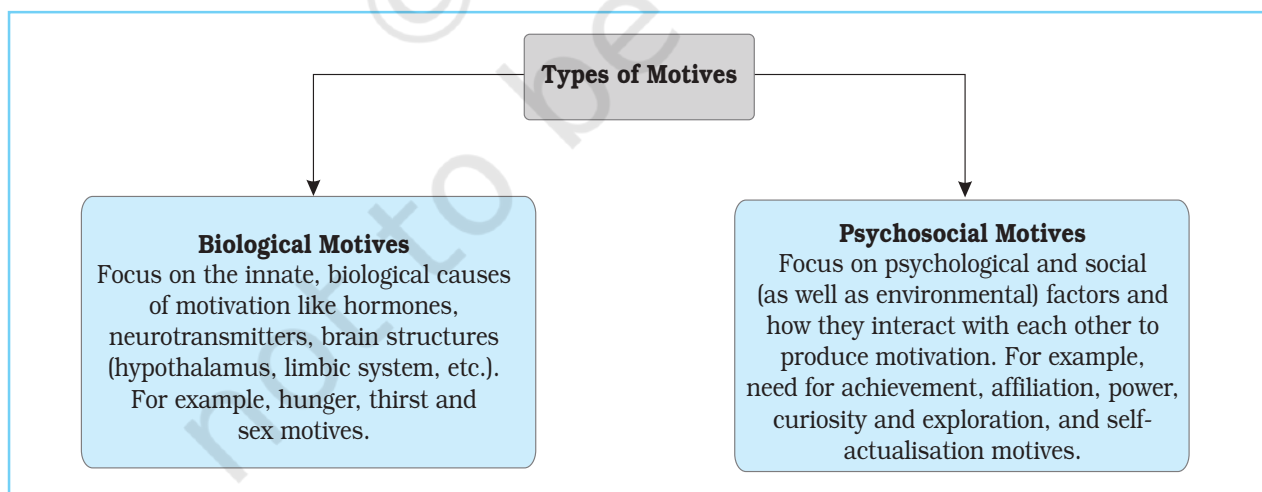 Types of Motives
Biological Motives
Focus on the innate, biological causes
of motivation like hormones,
neurotransmitters, brain structures
(hypothalamus, limbic system, etc.).
For example, hunger, thirst and
sex motives.
Psychosocial Motives
Focus on psychological and social
(as well as environmental) factors and
how they interact with each other to
produce motivation. For example,
need for achievement, affiliation, power,
curiosity and exploration, and self-
actualisation motives.
©
not to be